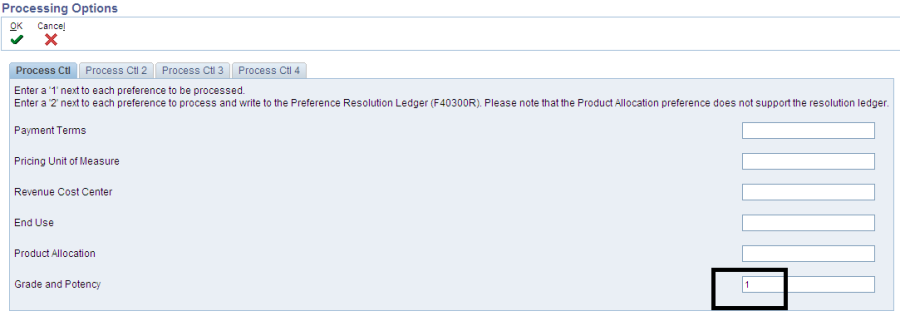 Processing Options
OK Cancel
Process Ctl Process Ctl 2 Process Ctl 3 Process Ctl 4
Enter a '1' next to each preference to be processed.
Enter a '2' next to each preference to process and write to the Preference Resolution Ledger (F40300R). Please note that the Product Allocation preference does not support the resolution ledger.
Payment Terms
Pricing Unit of Measure
Revenue Cost Center
End Use
Product Allocation
Grade and Potency 1